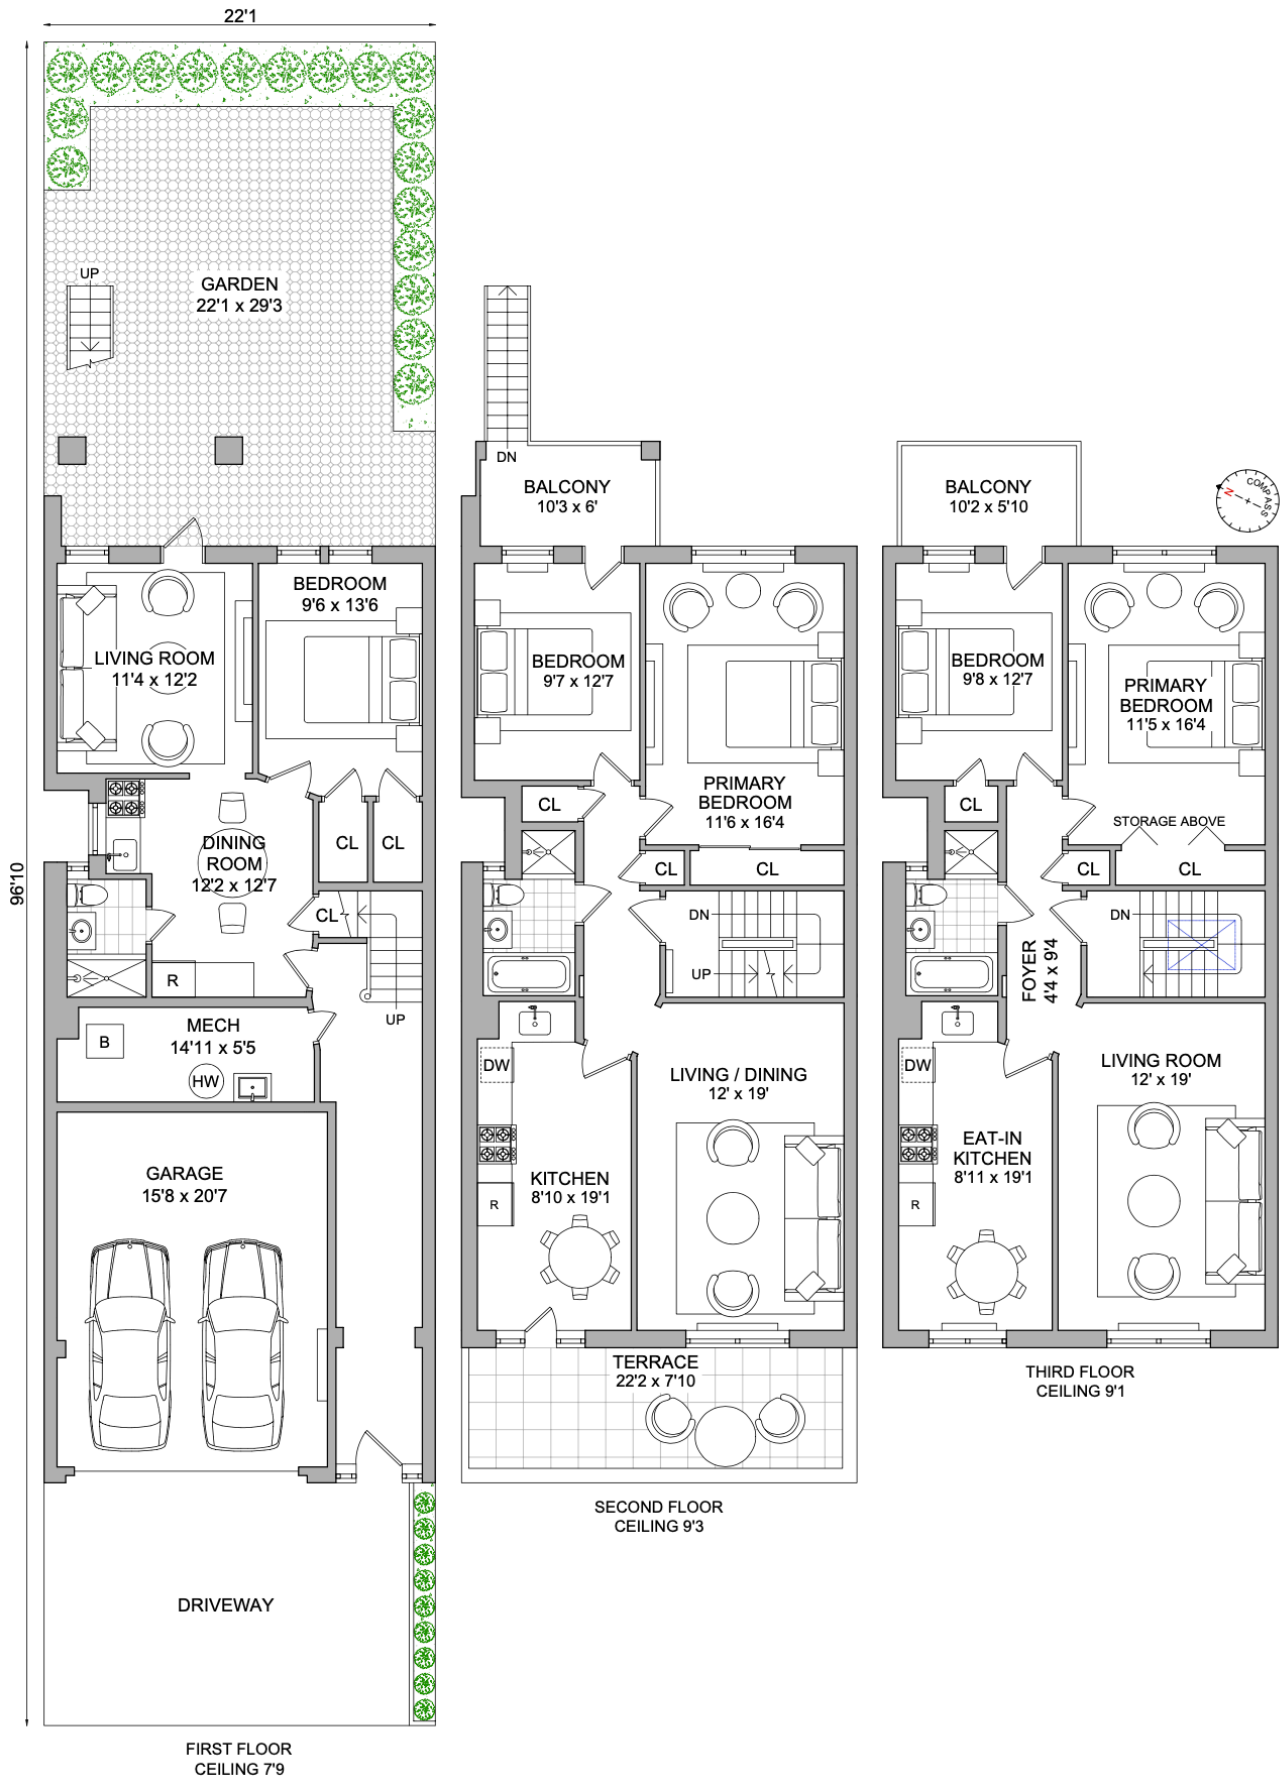 22'1
96'10
UP
GARDEN
22'1 x 29'3
BEDROOM
9'6 x 13'6
LIVING ROOM
11'4 x 12'2
DINING
ROOM
12'2 x 12'7
CL
CL
CL
R
UP
MECH
14'11 x 5'5
B
HW
GARAGE
15'8 x 20'7
DRIVEWAY
FIRST FLOOR
CEILING 7'9
DN
BALCONY
10'3 x 6'
BEDROOM
9'7 x 12'7
PRIMARY
BEDROOM
11'6 x 16'4
CL
CL
CL
DN
UP
DW
LIVING / DINING
12' x 19'
KITCHEN
8'10 x 19'1
R
TERRACE
22'2 x 7'10
SECOND FLOOR
CEILING 9'3
COMPASS
N
BALCONY
10'2 x 5'10
BEDROOM
9'8 x 12'7
PRIMARY
BEDROOM
11'5 x 16'4
CL
STORAGE ABOVE
CL
CL
DN
FOYER
4'4 x 9'4
DW
LIVING ROOM
12' x 19'
EAT-IN
KITCHEN
8'11 x 19'1
R
THIRD FLOOR
CEILING 9'1